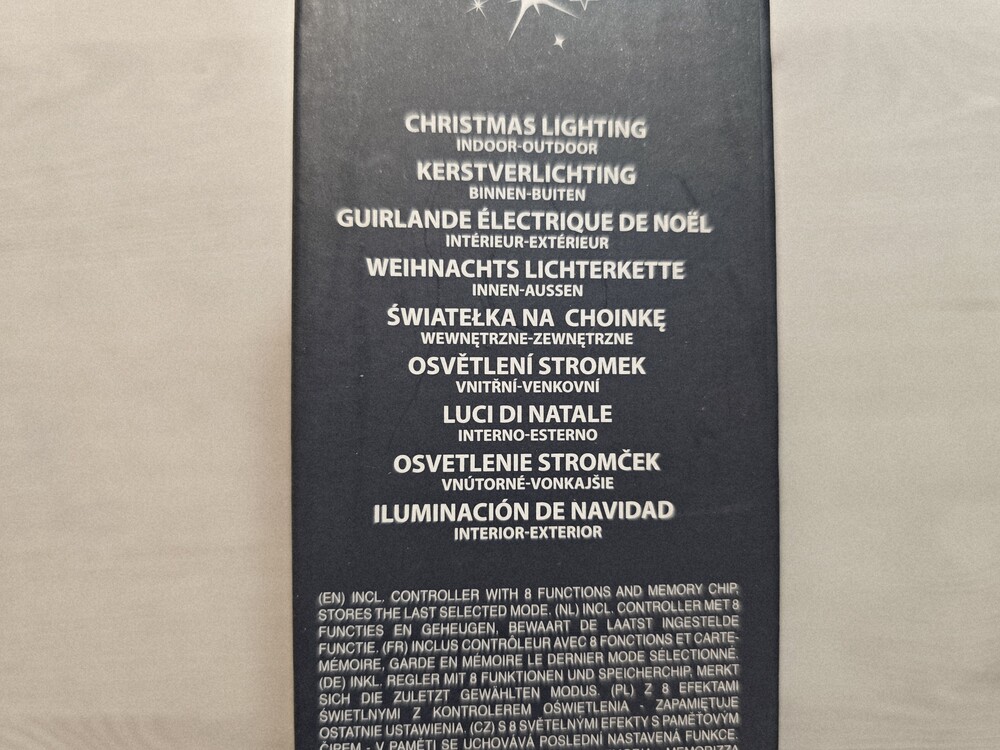 CHRISTMAS LIGHTING
INDOOR-OUTDOOR
KERSTVERLICHTING
BINNEN-BUITEN
GUIRLANDE ÉLECTRIQUE DE NOËL
INTÉRIEUR-EXTÉRIEUR
WEIHNACHTS LICHTERKETTE
INNEN-AUSSEN
ŚWIATEŁKA NA CHOINKĘ
WEWNĘTRZNE-ZEWNĘTRZNE
OSVĚTLENÍ STROMEK
VNITŘNÍ-VENKOVNÍ
LUCI DI NATALE
INTERNO-ESTERNO
OSVETLENIE STROMČEK
VNÚTORNÉ-VONKAJŠIE
ILUMINACIÓN DE NAVIDAD
INTERIOR-EXTERIOR
(EN) INCL. CONTROLLER WITH 8 FUNCTIONS AND MEMORY CHIP,
STORES THE LAST SELECTED MODE. (NL) INCL. CONTROLLER MET 8
FUNCTIES EN GEHEUGEN, BEWAART DE LAATST INGESTELDE
FUNCTIE. (FR) INCLUS CONTRÔLEUR AVEC 8 FONCTIONS ET CARTE-
MÉMOIRE, GARDE EN MÉMOIRE LE DERNIER MODE SÉLECTIONNÉ.
(DE) INKL. REGLER MIT 8 FUNKTIONEN UND SPEICHERCHIP, MERKT
SICH DIE ZULETZT GEWÄHLTEN MODUS. (PL) Z 8 EFEKTAMI
ŚWIETLNYMI Z KONTROLEREM OŚWIETLENIA - ZAPAMIĘTUJE
OSTATNIE USTAWIENIA. (CZ) S 8 SVĚTELNÝMI EFEKTY S PAMĚŤOVÝM
ČIPEM - V PAMĚTI SE UCHOVÁVÁ POSLEDNÍ NASTAVENÁ FUNKCE.